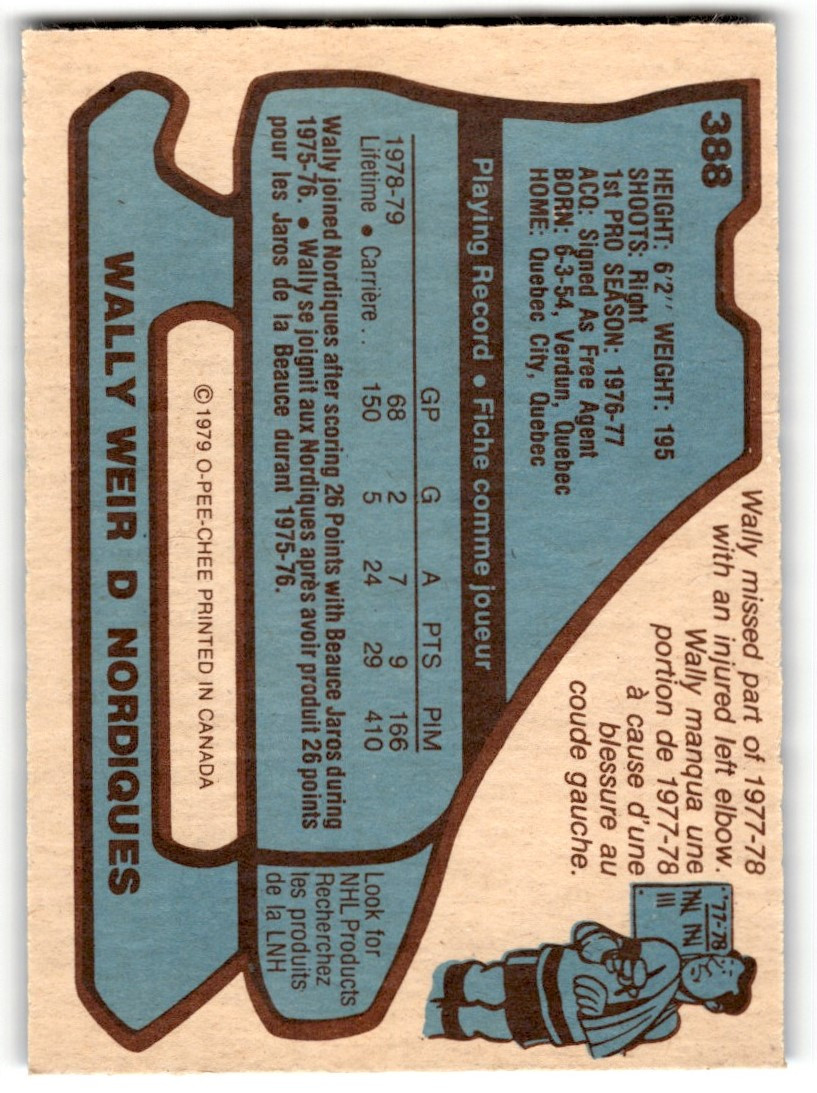 388
HEIGHT: 6'2" WEIGHT: 195
SHOOTS: Right
1st PRO SEASON: 1976-77
ACQ: Signed As Free Agent
BORN: 6-3-54, Verdun, Quebec
HOME: Quebec City, Quebec
Wally missed part of 1977-78
with an injured left elbow.
Wally manqua une
portion de 1977-78
à cause d'une
blessure au
coude gauche.
'77-78
Playing Record • Fiche comme joueur
GP G A PTS PIM
1978-79 68 2 7 9 166
Lifetime • Carrière .. 150 5 24 29 410
Wally joined Nordiques after scoring 26 Points with Beauce Jaros during
1975-76. • Wally se joignit aux Nordiques après avoir produit 26 points
pour les Jaros de la Beauce durant 1975-76.
Look for
NHL Products
Recherchez
les produits
de la LNH
© 1979 O-PEE-CHEE PRINTED IN CANADA
WALLY WEIR D NORDIQUES